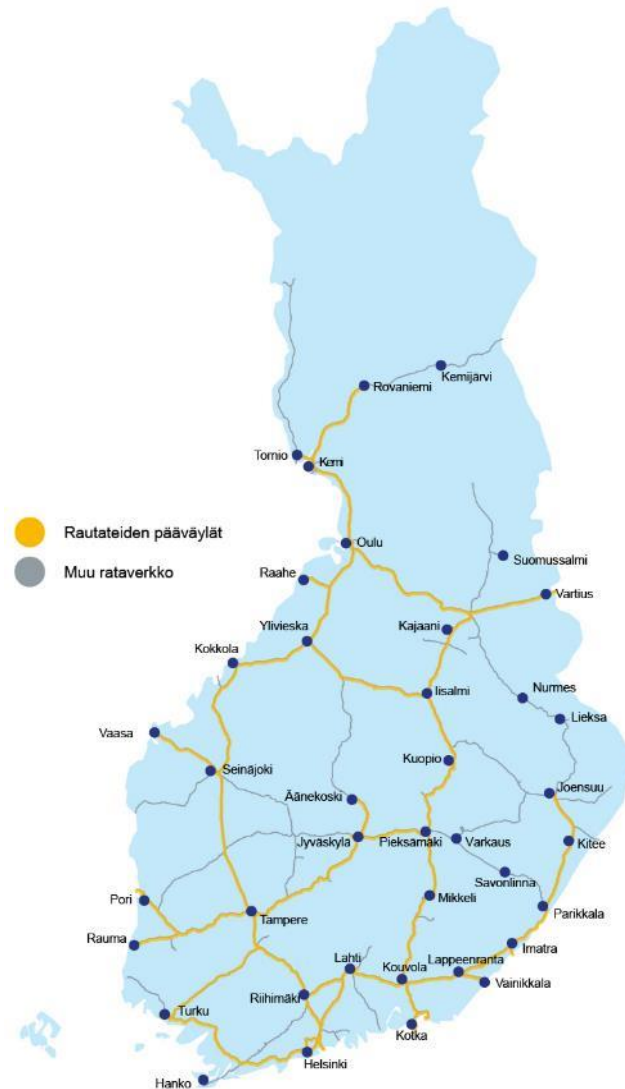 Rovaniemi
Kemijärvi
Tornio
Kemi
Rautateiden pääväylät
Oulu
Suomussalmi
Muu rataverkko
Raahe
Vartius
Ylivieska
Kajaani
Kokkola
Iisalmi
Nurmes
Lieksa
Vaasa
Seinäjoki
Kuopio
Äänekoski
Joensuu
Jyväskyla
Pieksämäki
Varkaus
Kitee
Savonlinna
Pori
Mikkeli
Tampere
Parikkala
Rauma
Imatra
Lahti
Lappeenranta
Kouvola
Vainikkala
Riihimäki
Turku
Kotka
Helsinki
Hanko